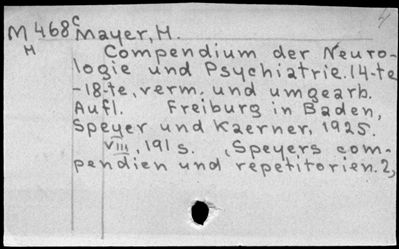 M468c Mayer, H.
M Compendium der Neuro-
logie und Psychiatrie. 14-te
-18-te, verm. und umgearb.
Aufl. Freiburg in Baden,
Speyer und Kaerner, 1925.
VIII, 191 s. (Speyers com-
pendien und repetitorien. 2,